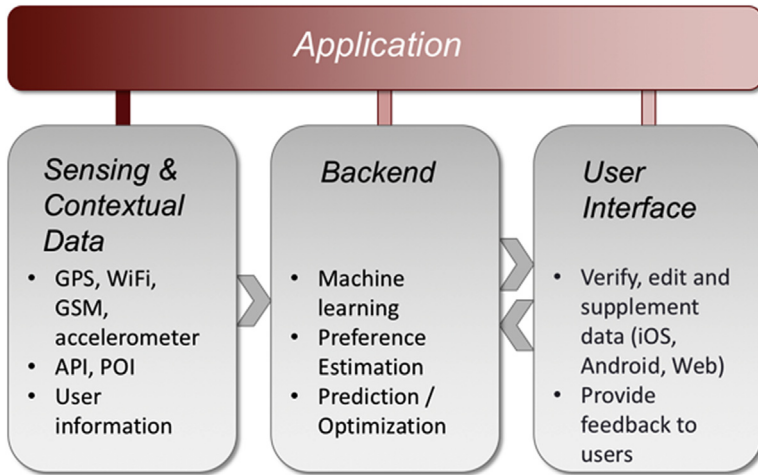 Application
Sensing &
Contextual
Data
• GPS, WiFi,
GSM,
accelerometer
• API, POI
• User
information
Backend
• Machine
learning
• Preference
Estimation
• Prediction /
Optimization
User
Interface
• Verify, edit and
supplement
data (iOS,
Android, Web)
• Provide
feedback to
users